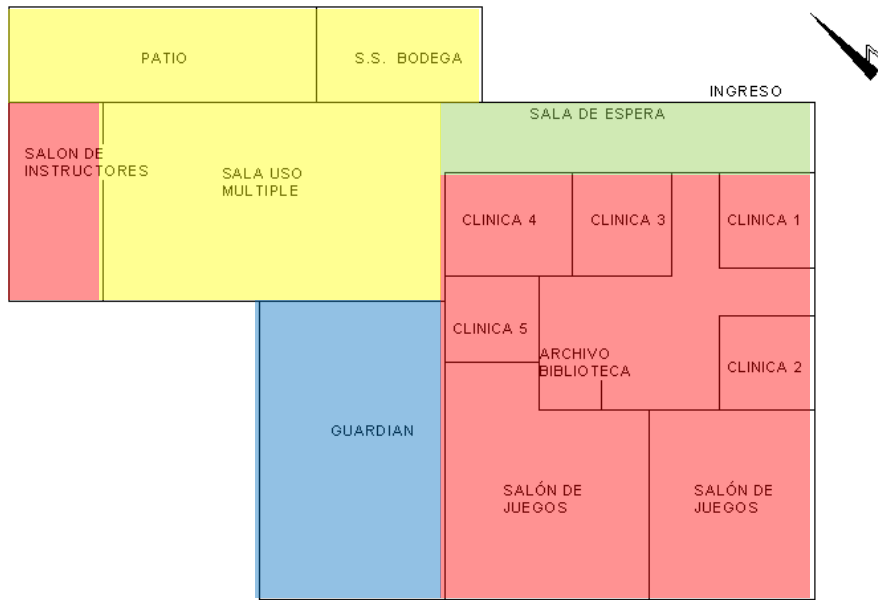 PATIO
S.S. BODEGA
INGRESO
SALA DE ESPERA
SALON DE
INSTRUCTORES
SALA USO
MULTIPLE
CLINICA 4
CLINICA 3
CLINICA 1
CLINICA 5
ARCHIVO
BIBLIOTECA
CLINICA 2
GUARDIAN
SALÓN DE
JUEGOS
SALÓN DE
JUEGOS